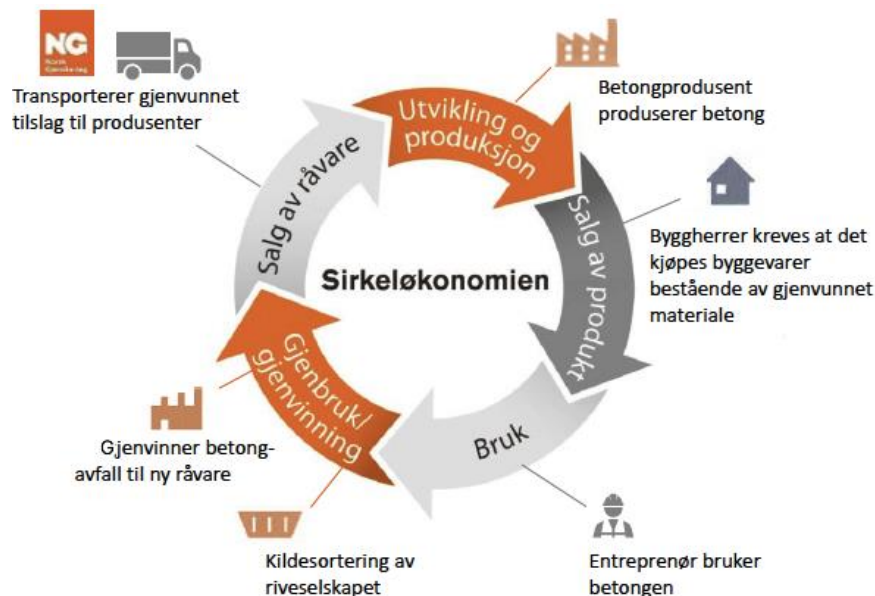 NG
Transporterer gjenvunnet
tilslag til produsenter
Utvikling og
produksjon
Betongprodusent
produserer betong
Salg av råvare
Salg av produkt
Byggherrer kreves at det
kjøpes byggevarer
bestående av gjenvunnet
materiale
Sirkeløkonomien
Gjenbruk/
gjenvinning
Bruk
Gjenvinner betong-
avfall til ny råvare
Kildesortering av
riveselskapet
Entreprenør bruker
betongen